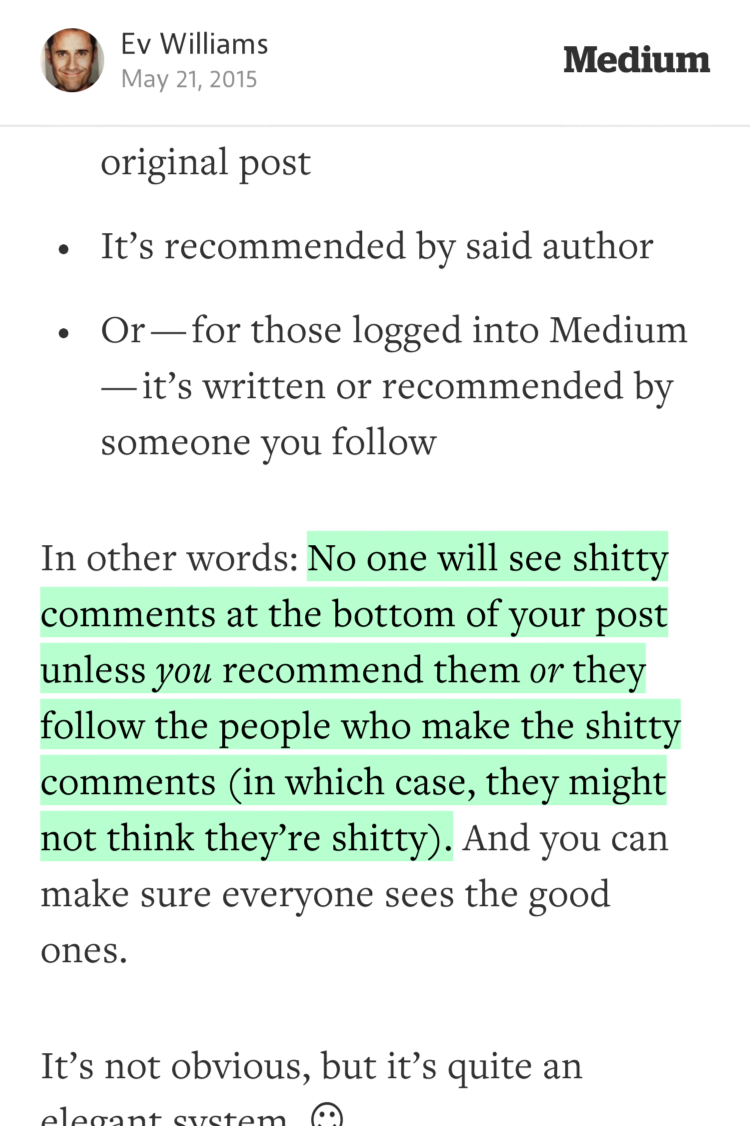 Ev Williams
Medium
May 21, 2015
original post
• It’s recommended by said author
• Or — for those logged into Medium
— it’s written or recommended by
someone you follow
In other words: No one will see shitty
comments at the bottom of your post
unless you recommend them or they
follow the people who make the shitty
comments (in which case, they might
not think they’re shitty). And you can
make sure everyone sees the good
ones.
It’s not obvious, but it’s quite an
elegant system. ☺